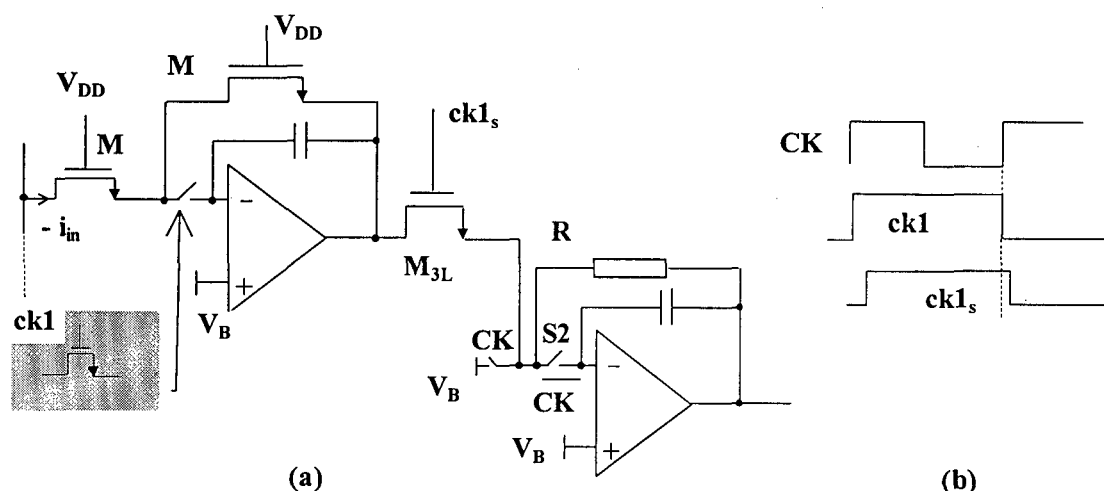 V_DD
M
V_DD
M
ck1_s
- i_in
−
+
V_B
M_3L
R
ck1
CK
S2
V_B
CK
−
V_B
+
(a)
CK
ck1
ck1_s
(b)